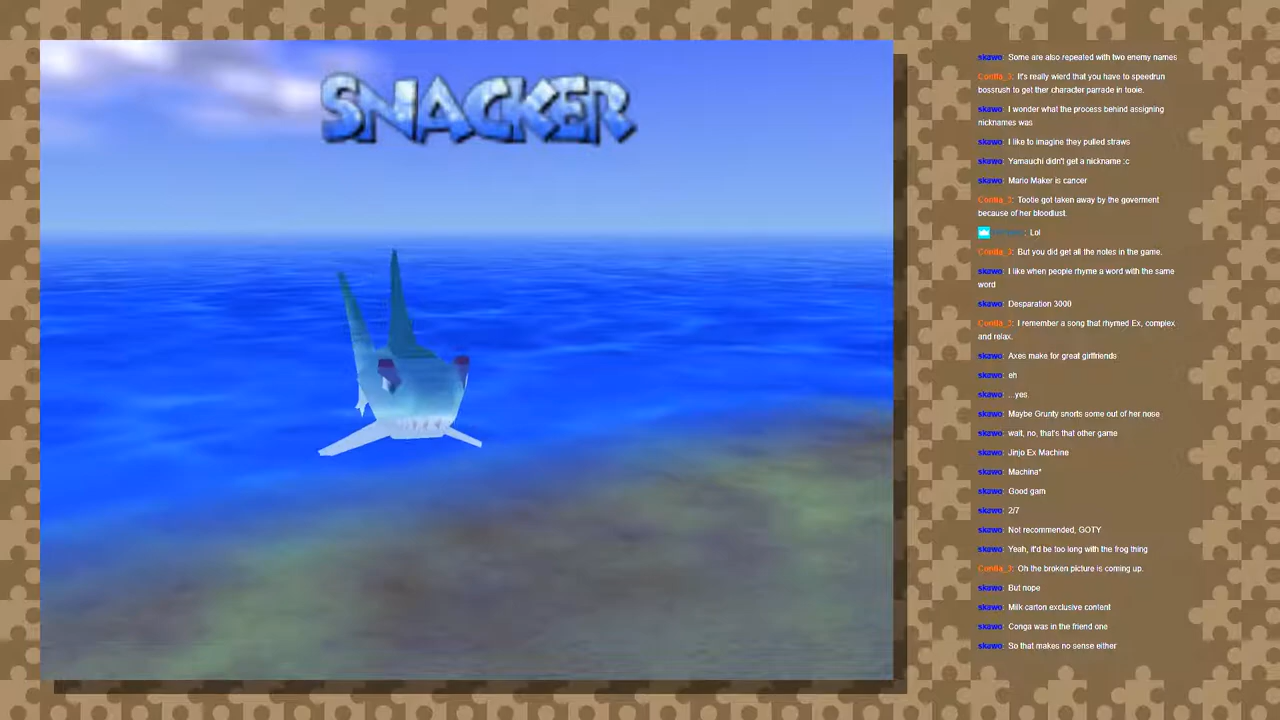 SNACKER
skawo: Some are also repeated with two enemy names
Contla_3: It's really wierd that you have to speedrun
bossrush to get ther character parrade in tooie.
skawo: I wonder what the process behind assigning
nicknames was
skawo: I like to imagine they pulled straws
skawo: Yamauchi didn't get a nickname :c
skawo: Mario Maker is cancer
Contla_3: Tootie got taken away by the goverment
because of her bloodlust.
: Lol
Contla_3: But you did get all the notes in the game.
skawo: I like when people rhyme a word with the same
word
skawo: Desparation 3000
Contla_3: I remember a song that rhymed Ex, complex
and relax.
skawo: Axes make for great girlfriends
skawo: eh
skawo: ...yes.
skawo: Maybe Grunty snorts some out of her nose
skawo: wait, no, that's that other game
skawo: Jinjo Ex Machine
skawo: Machina*
skawo: Good gam
skawo: 2/7
skawo: Not recommended, GOTY
skawo: Yeah, it'd be too long with the frog thing
Contla_3: Oh the broken picture is coming up.
skawo: But nope
skawo: Milk carton exclusive content
skawo: Conga was in the friend one
skawo: So that makes no sense either